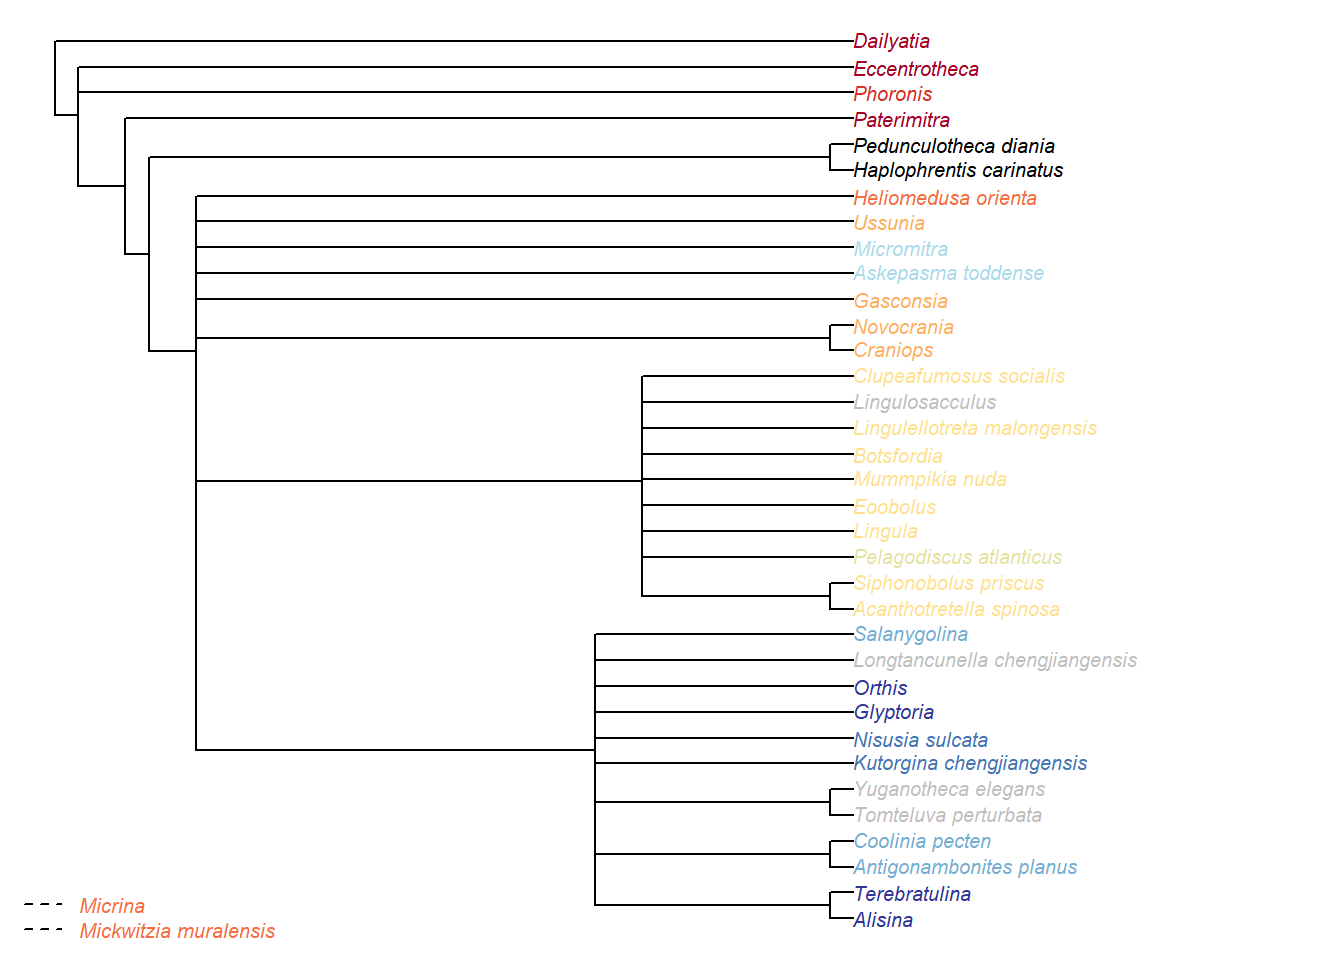 Dailyatia
Eccentrotheca
Phoronis
Paterimitra
Pedunculotheca diania
Haplophrentis carinatus
Heliomedusa orienta
Ussunia
Micromitra
Askepasma toddense
Gasconsia
Novocrania
Craniops
Clupeafumosus socialis
Lingulosacculus
Lingulellotreta malongensis
Botsfordia
Mummpikia nuda
Eoobolus
Lingula
Pelagodiscus atlanticus
Siphonobolus priscus
Acanthotretella spinosa
Salanygolina
Longtancunella chengjiangensis
Orthis
Glyptoria
Nisusia sulcata
Kutorgina chengjiangensis
Yuganotheca elegans
Tomteluva perturbata
Coolinia pecten
Antigonambonites planus
Terebratulina
Alisina
Micrina
Mickwitzia muralensis